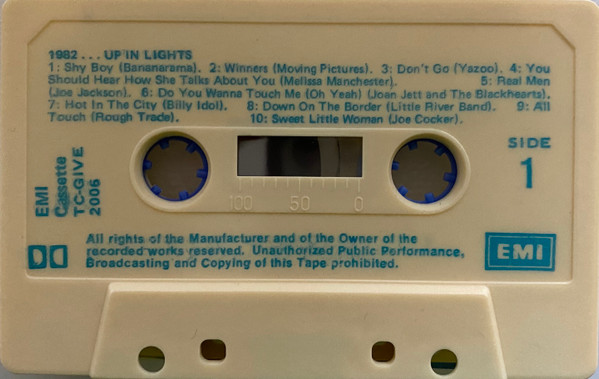 1982 ... UP IN LIGHTS
1: Shy Boy (Bananarama). 2: Winners (Moving Pictures). 3: Don't Go (Yazoo). 4: You
Should Hear How She Talks About You (Melissa Manchester). 5: Real Men
(Joe Jackson). 6: Do You Wanna Touch Me (Oh Yeah) (Joan Jett and The Blackhearts).
7: Hot In The City (Billy Idol). 8: Down On The Border (Little River Band). 9: All
Touch (Rough Trade). 10: Sweet Little Woman (Joe Cocker).
SIDE
1
EMI
Cassette
TC-GIVE
2006
100 50 0
All rights of the Manufacturer and of the Owner of the
recorded works reserved. Unauthorized Public Performance,
Broadcasting and Copying of this Tape prohibited.
EMI